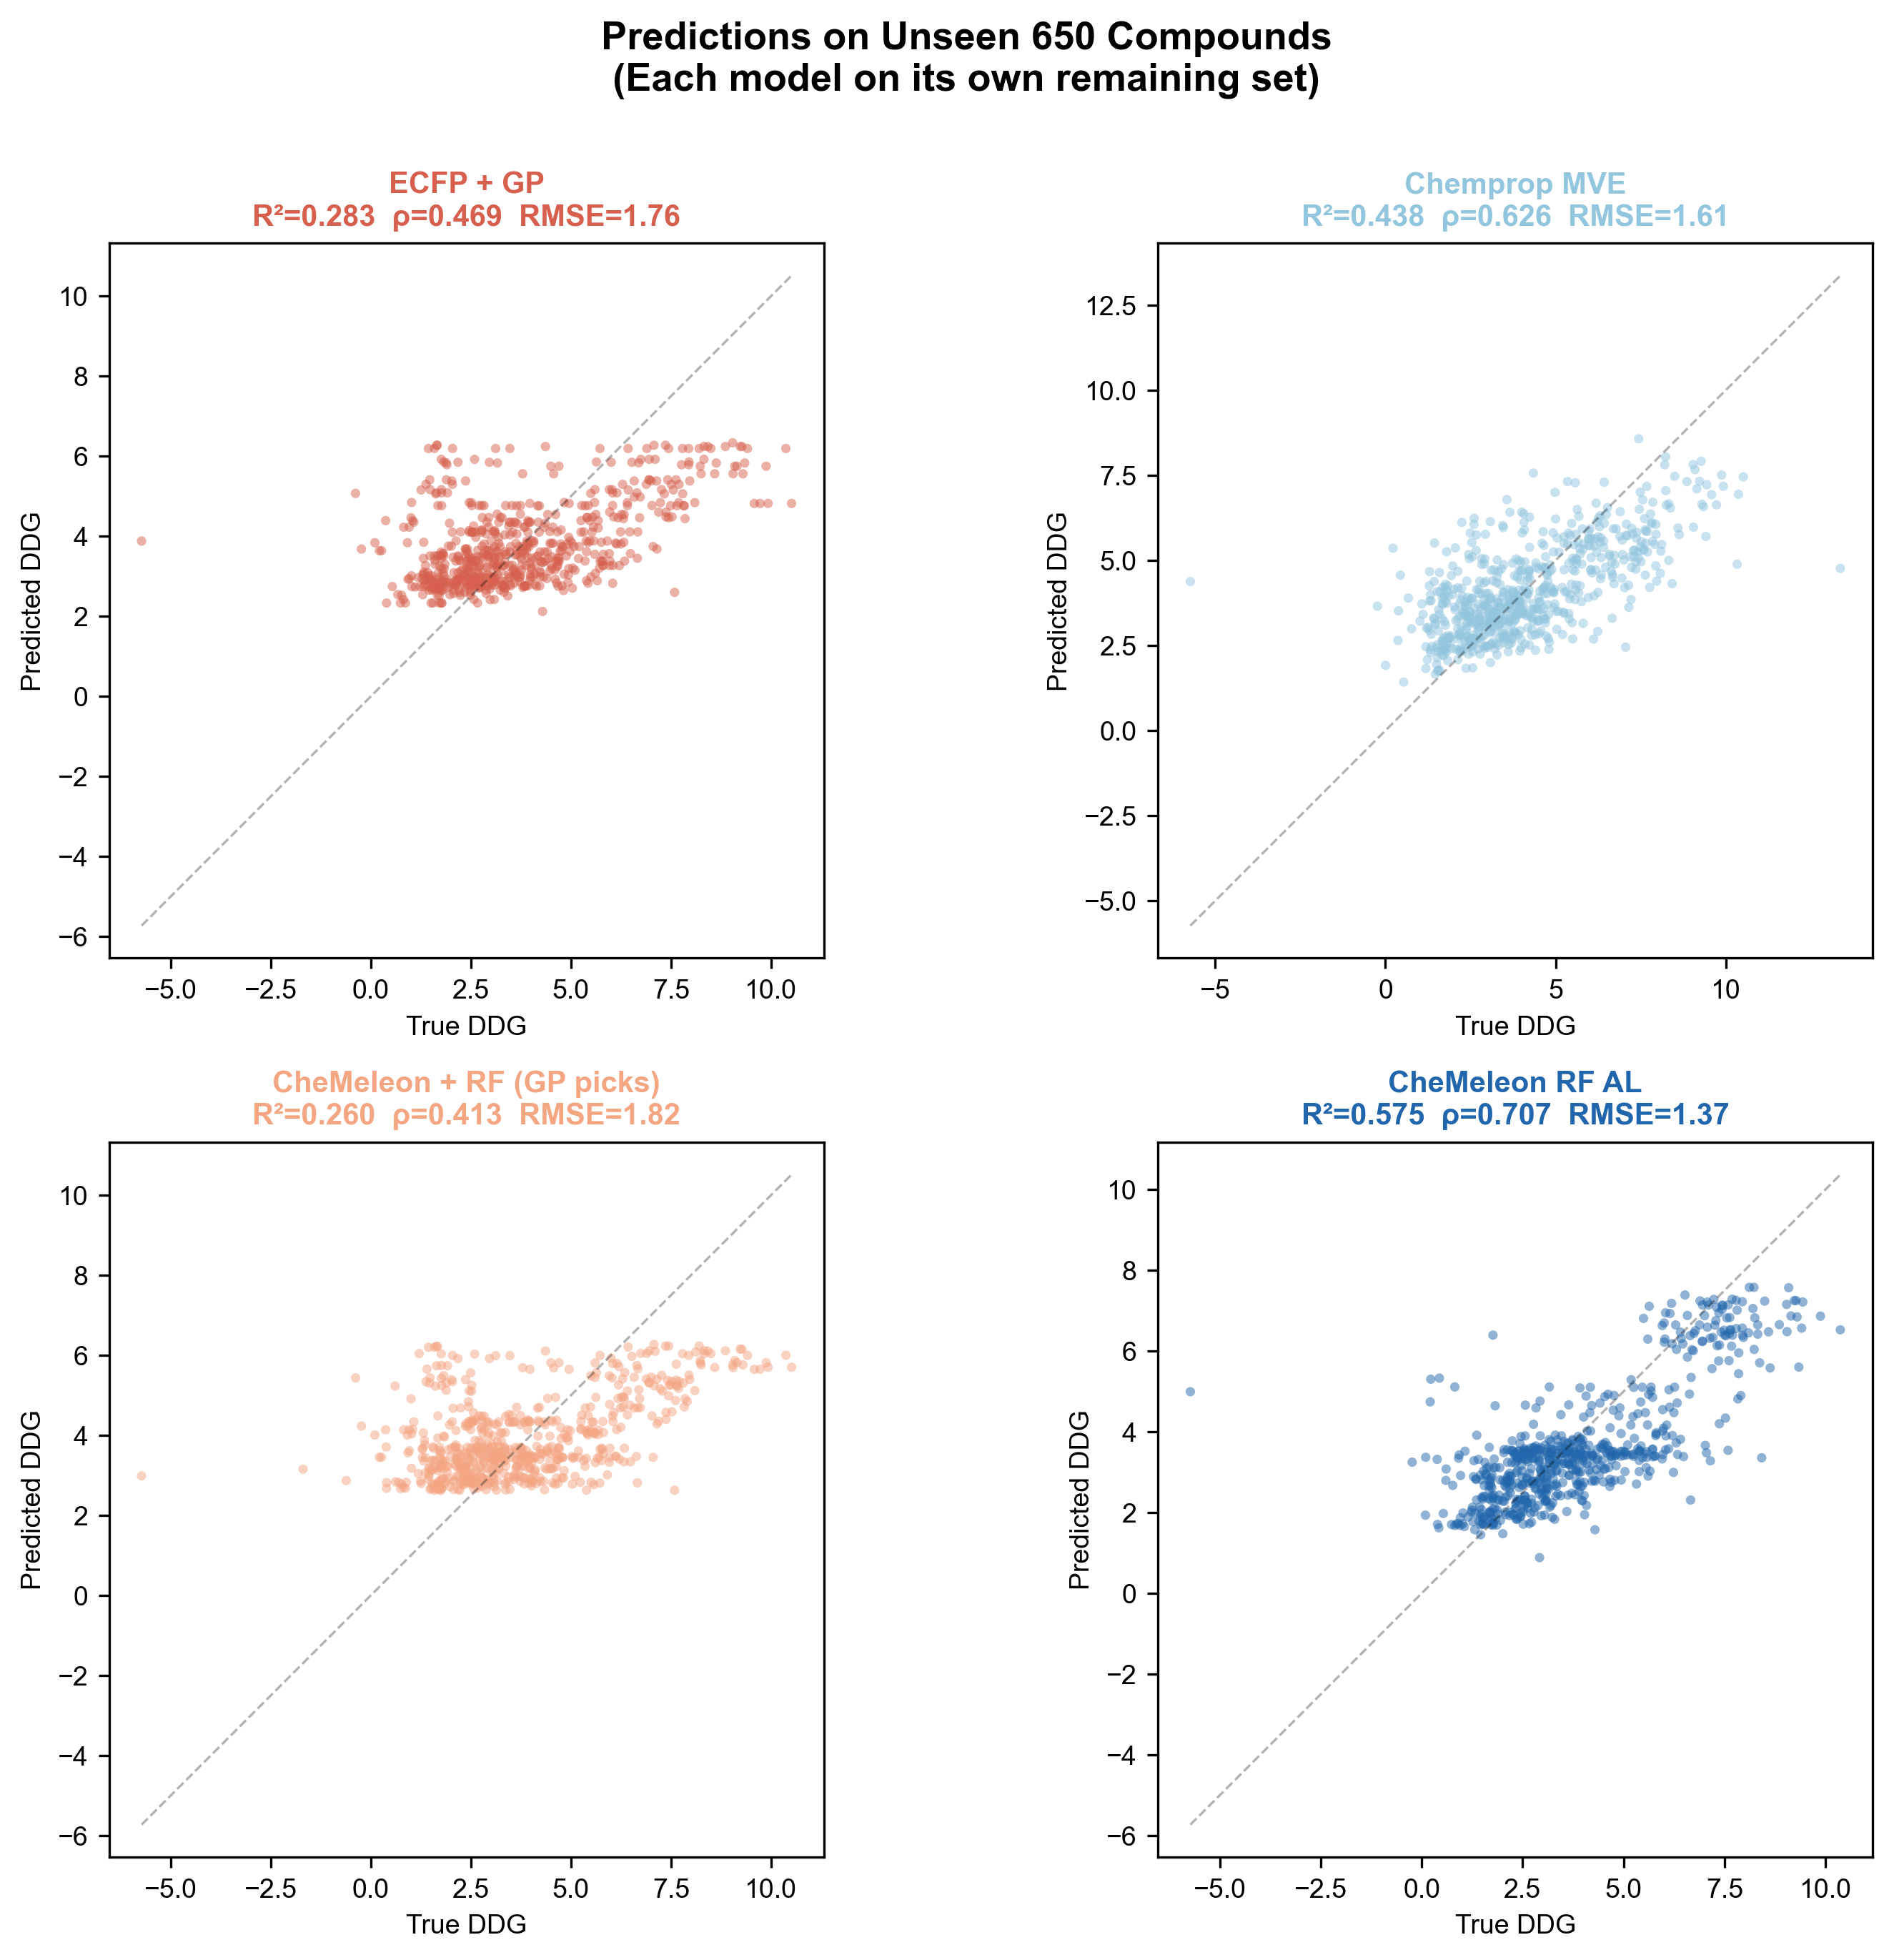 Predictions on Unseen 650 Compounds
(Each model on its own remaining set)
ECFP + GP
R²=0.283 ρ=0.469 RMSE=1.76
10
8
6
4
2
0
−2
−4
−6
Predicted DDG
−5.0 −2.5 0.0 2.5 5.0 7.5 10.0
True DDG
Chemprop MVE
R²=0.438 ρ=0.626 RMSE=1.61
12.5
10.0
7.5
5.0
2.5
0.0
−2.5
−5.0
Predicted DDG
−5 0 5 10
True DDG
CheMeleon + RF (GP picks)
R²=0.260 ρ=0.413 RMSE=1.82
10
8
6
4
2
0
−2
−4
−6
Predicted DDG
−5.0 −2.5 0.0 2.5 5.0 7.5 10.0
True DDG
CheMeleon RF AL
R²=0.575 ρ=0.707 RMSE=1.37
10
8
6
4
2
0
−2
−4
−6
Predicted DDG
−5.0 −2.5 0.0 2.5 5.0 7.5 10.0
True DDG